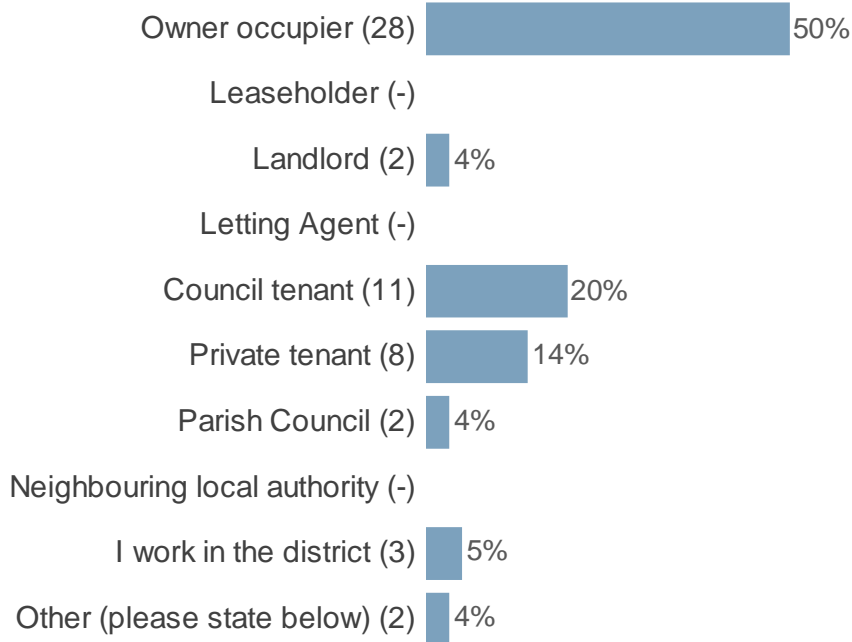 Owner occupier (28) 50%
Leaseholder (-)
Landlord (2) 4%
Letting Agent (-)
Council tenant (11) 20%
Private tenant (8) 14%
Parish Council (2) 4%
Neighbouring local authority (-)
I work in the district (3) 5%
Other (please state below) (2) 4%